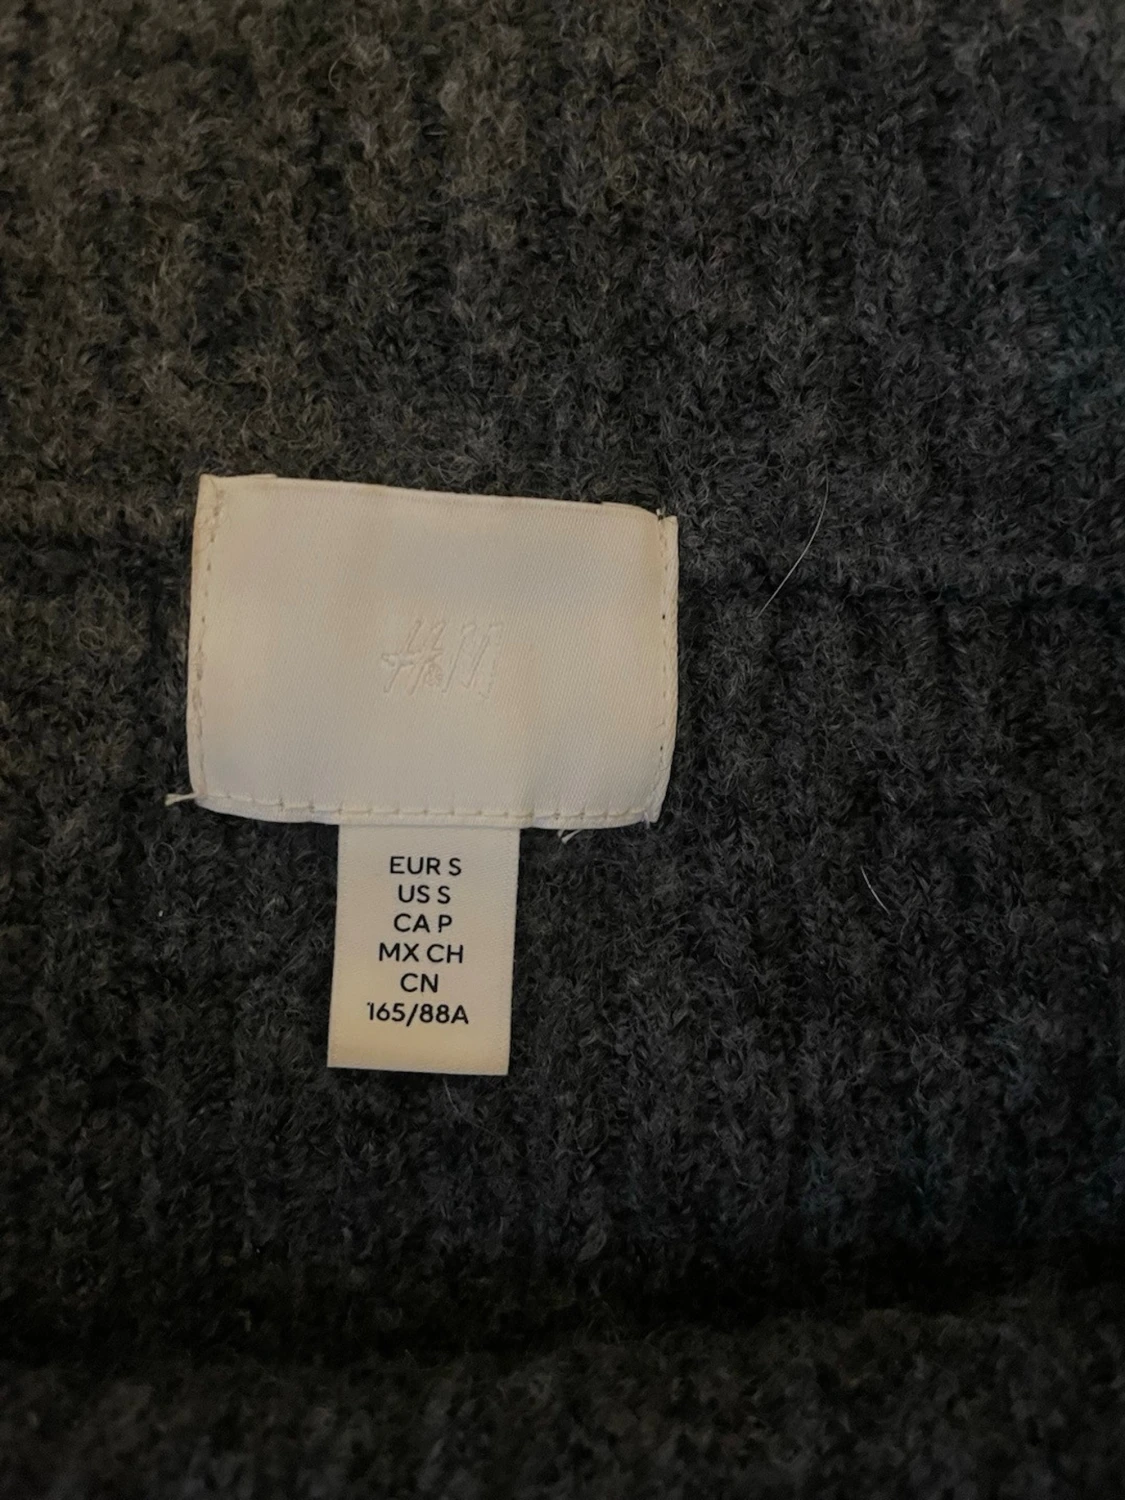 H&M
EUR S
US S
CA P
MX CH
CN
165/88A